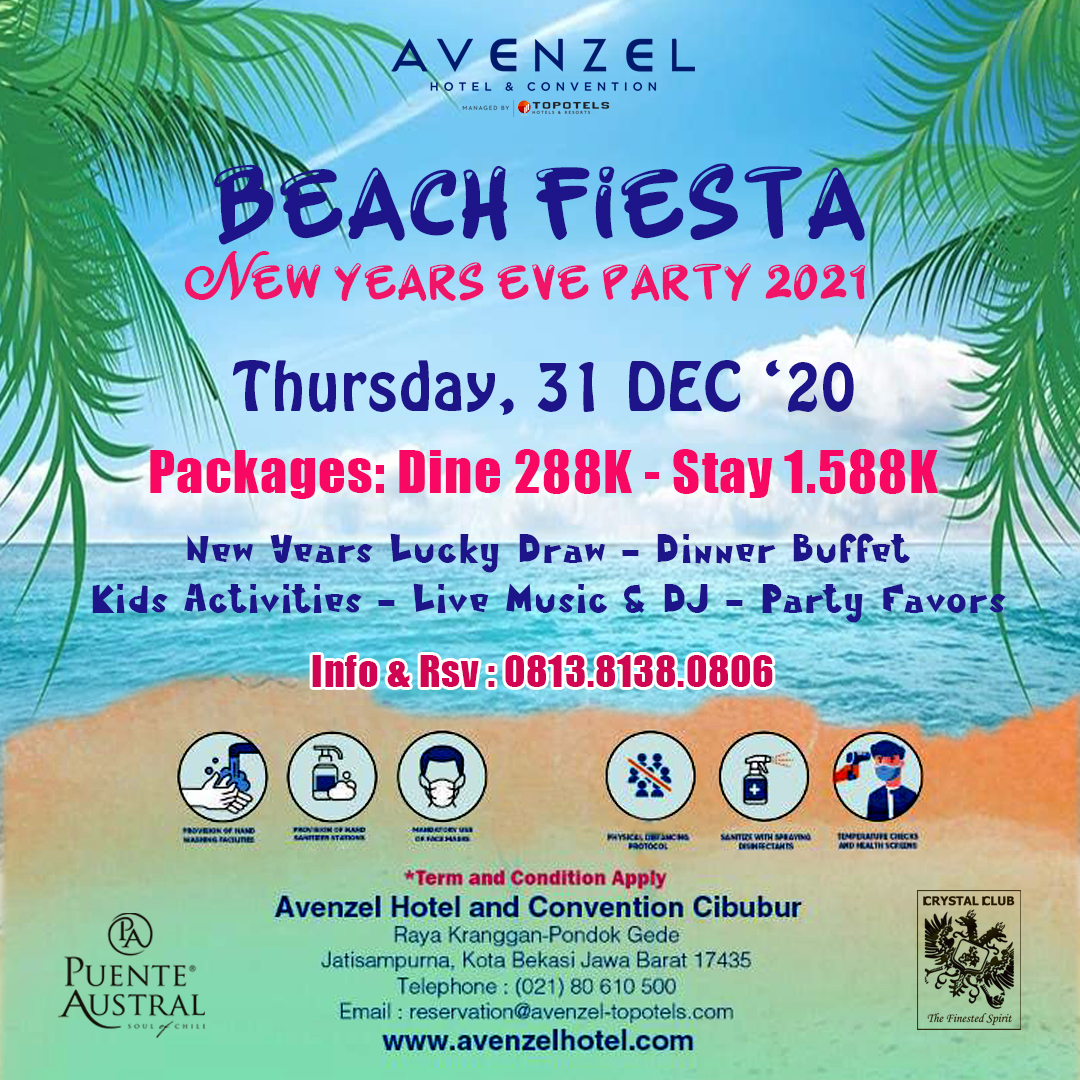 AVENZEL
HOTEL & CONVENTION
MANAGED BY TOPOTELS
HOTELS & RESORTS
BEACH FiESTA
NEW YEARS EVE PARTY 2021
Thursday, 31 DEC ‘20
Packages: Dine 288K - Stay 1.588K
New Years Lucky Draw - Dinner Buffet
Kids Activities - Live Music & DJ - Party Favors
Info & Rsv : 0813.8138.0806
PROVISION OF HAND
WASHING FACILITIES
PROVISION OF HAND
SANITIZER STATIONS
MANDATORY USE
OF FACE MASKS
PHYSICAL DISTANCING
PROTOCOL
SANITIZE WITH SPRAYING
DISINFECTANTS
TEMPERATURE CHECKS
AND HEALTH SCREENS
*Term and Condition Apply
Avenzel Hotel and Convention Cibubur
Raya Kranggan-Pondok Gede
Jatisampurna, Kota Bekasi Jawa Barat 17435
Telephone : (021) 80 610 500
Email : reservation@avenzel-topotels.com
www.avenzelhotel.com
PA
PUENTE®
AUSTRAL
SOUL of CHILE
CRYSTAL CLUB
The Finested Spirit